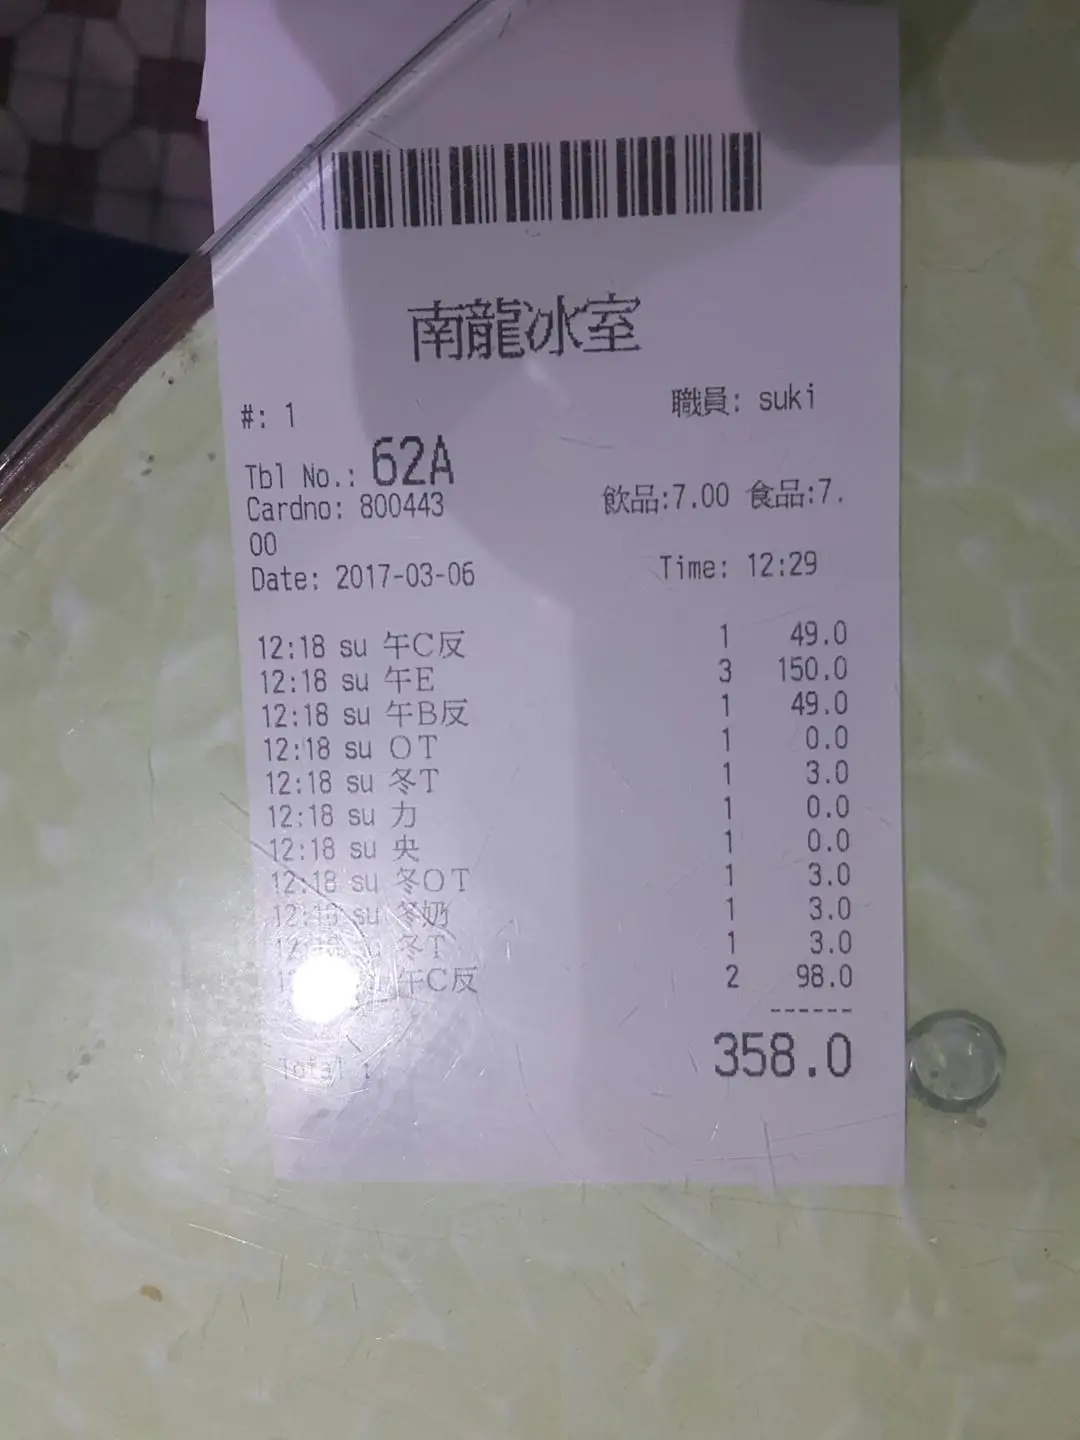 南龍冰室
#: 1 職員: suki
Tbl No.: 62A
Cardno: 800443 飲品:7.00 食品:7.
00
Date: 2017-03-06 Time: 12:29
12:18 su 午C反 1 49.0
12:18 su 午E 3 150.0
12:18 su 午B反 1 49.0
12:18 su OT 1 0.0
12:18 su 冬T 1 3.0
12:18 su 力 1 0.0
12:18 su 央 1 0.0
12:18 su 冬OT 1 3.0
12:18 su 冬奶 1 3.0
冬T 1 3.0
午C反 2 98.0
------
Total : 358.0